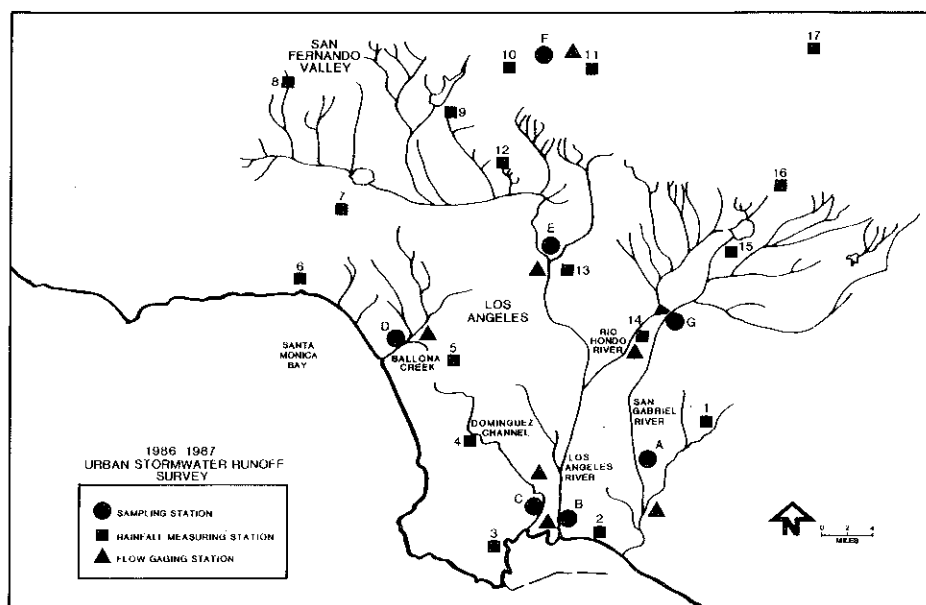 17
F
SAN
FERNANDO
VALLEY
10
11
8
9
12
16
7
E
15
6
13
LOS
ANGELES
14
G
D
RIO
HONDO
RIVER
SANTA
MONICA
BAY
BALLONA
CREEK
5
SAN
GABRIEL
RIVER
1
DOMINGUEZ
CHANNEL
4
A
LOS
ANGELES
RIVER
1986-1987
URBAN STORMWATER RUNOFF
SURVEY
C
B
SAMPLING STATION
2
N
0 2 4
MILES
RAINFALL MEASURING STATION
3
FLOW GAGING STATION